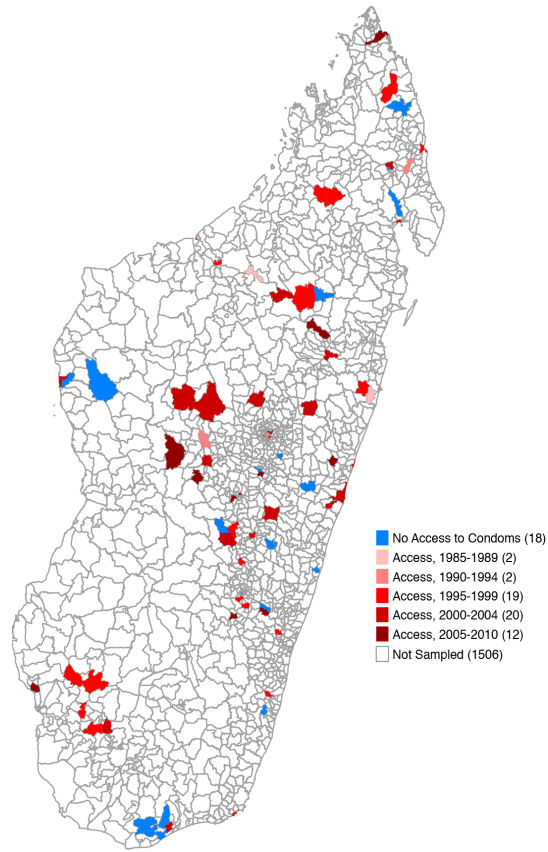 No Access to Condoms (18)
Access, 1985-1989 (2)
Access, 1990-1994 (2)
Access, 1995-1999 (19)
Access, 2000-2004 (20)
Access, 2005-2010 (12)
Not Sampled (1506)